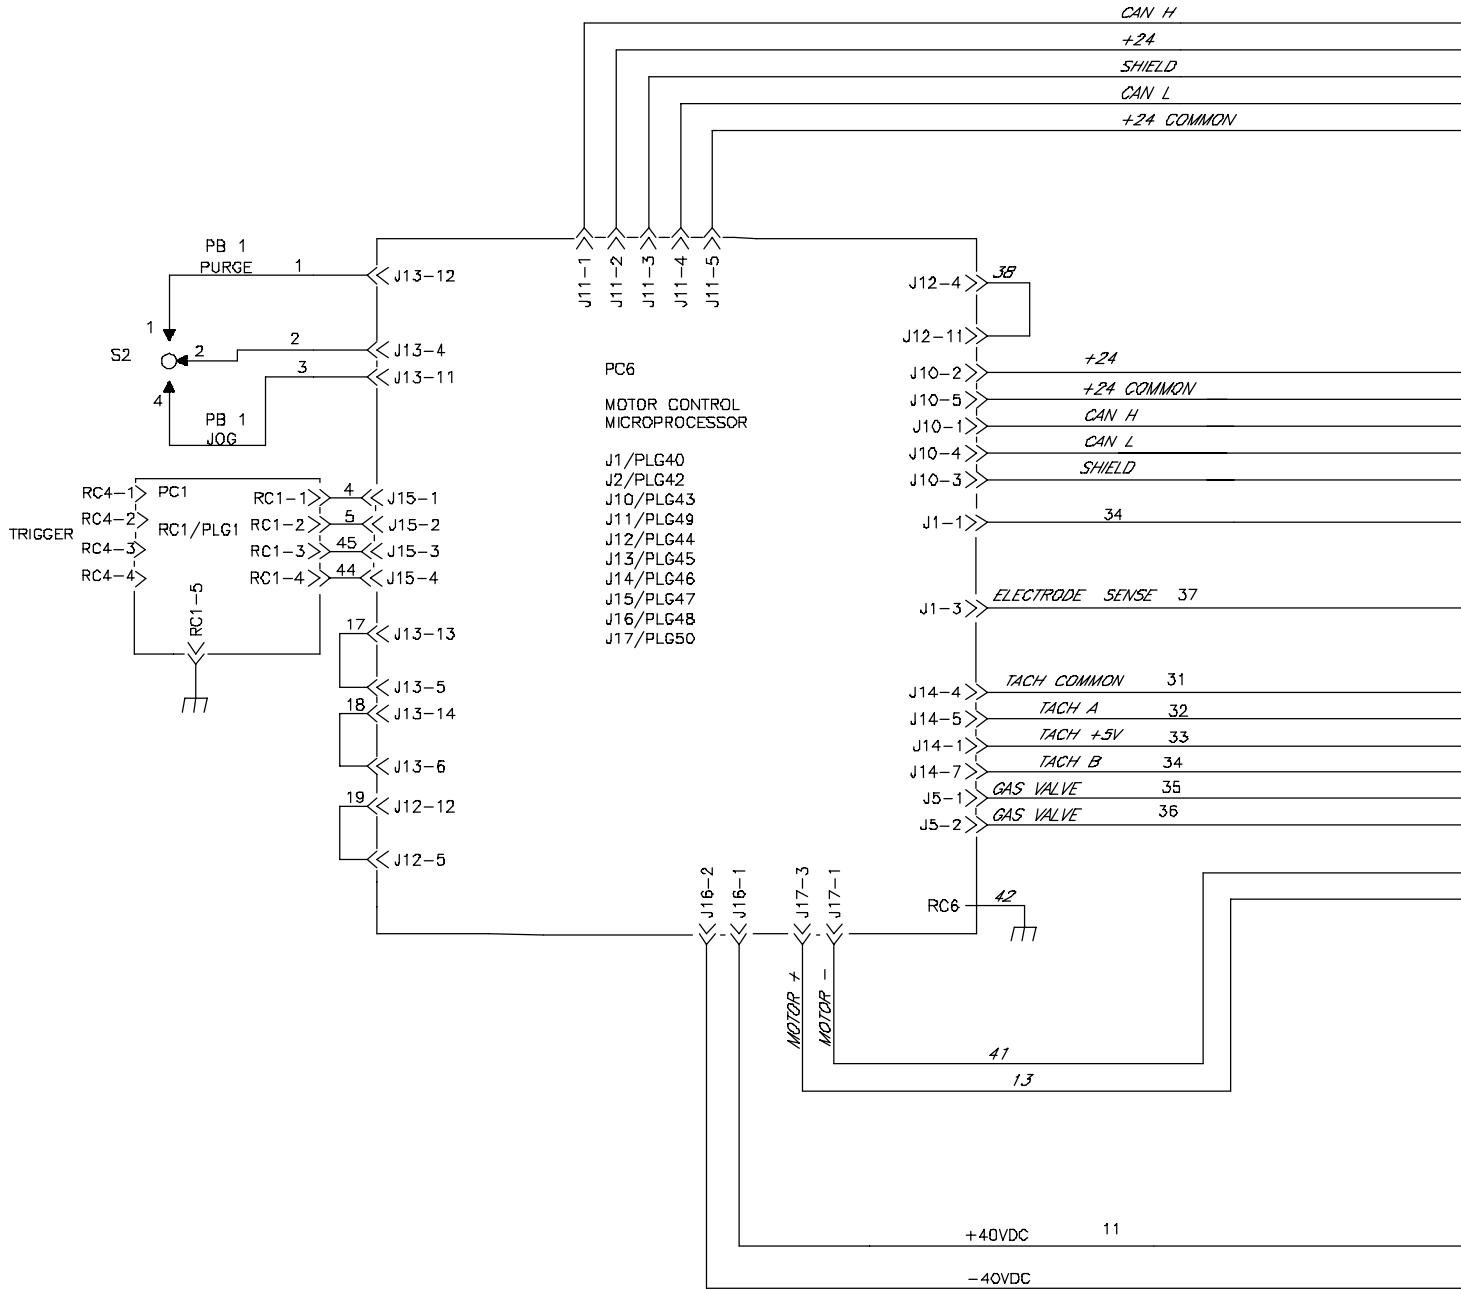 CAN H
+24
SHIELD
CAN L
+24 COMMON
J11-1
J11-2
J11-3
J11-4
J11-5
PB 1
PURGE
1
J13-12
1
S2
2
2
J13-4
3
J13-11
4
PB 1
JOG
TRIGGER
RC4-1
RC4-2
RC4-3
RC4-4
PC1
RC1/PLG1
RC1-1
4
J15-1
RC1-2
5
J15-2
RC1-3
45
J15-3
RC1-4
44
J15-4
RC1-5
17
J13-13
J13-5
18
J13-14
J13-6
19
J12-12
J12-5
PC6
MOTOR CONTROL
MICROPROCESSOR
J1/PLG40
J2/PLG42
J10/PLG43
J11/PLG49
J12/PLG44
J13/PLG45
J14/PLG46
J15/PLG47
J16/PLG48
J17/PLG50
J12-4
38
J12-11
J10-2
+24
J10-5
+24 COMMON
J10-1
CAN H
J10-4
CAN L
J10-3
SHIELD
J1-1
34
J1-3
ELECTRODE SENSE 37
J14-4
TACH COMMON 31
J14-5
TACH A 32
J14-1
TACH +5V 33
J14-7
TACH B 34
J5-1
GAS VALVE 35
J5-2
GAS VALVE 36
RC6
42
J16-2
J16-1
J17-3
J17-1
MOTOR +
MOTOR -
41
13
+40VDC 11
-40VDC